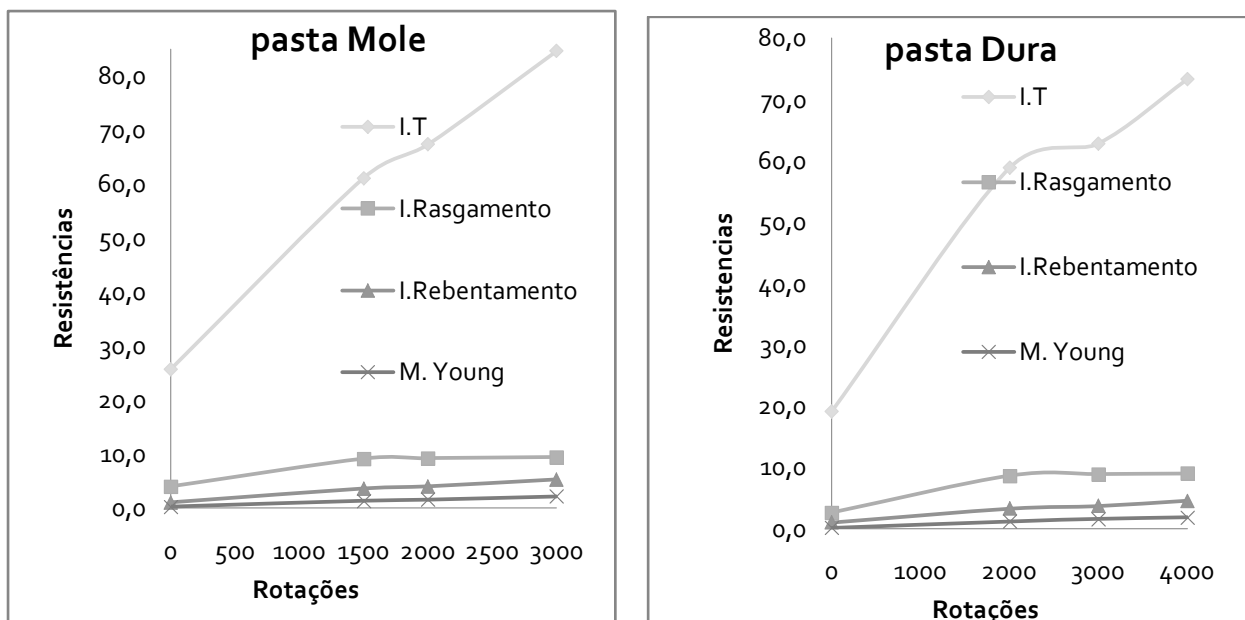 pasta Mole
80,0
70,0
60,0
50,0
40,0
30,0
20,0
10,0
0,0
Resistências
I.T
I.Rasgamento
I.Rebentamento
M. Young
0 500 1000 1500 2000 2500 3000
Rotações
pasta Dura
80,0
70,0
60,0
50,0
40,0
30,0
20,0
10,0
0,0
Resistencias
I.T
I.Rasgamento
I.Rebentamento
M. Young
0 1000 2000 3000 4000
Rotações